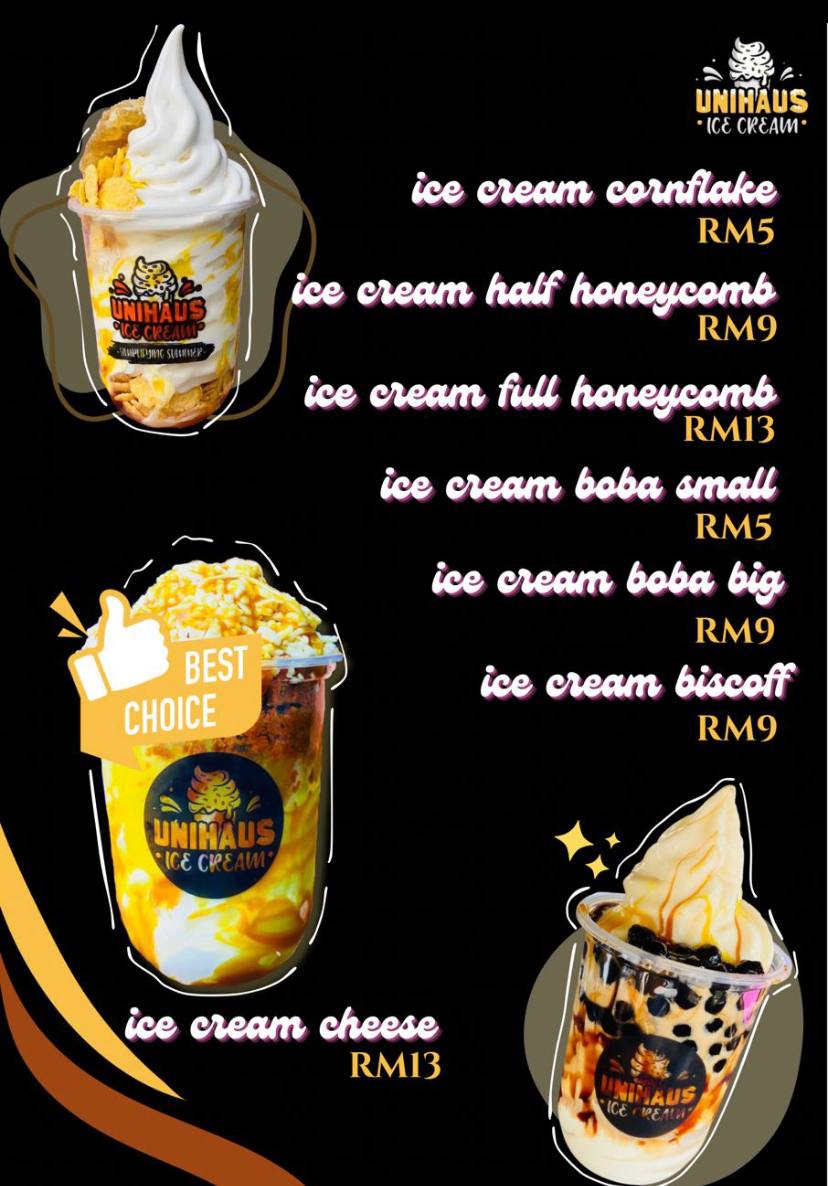 UNIHAUS
ICE CREAM
ice cream cornflake
RM5
ice cream half honeycomb
RM9
UNIHAUS
ICE CREAM
ice cream full honeycomb
RM13
ice cream boba small
RM5
ice cream boba big
RM9
ice cream biscoff
RM9
BEST
CHOICE
UNIHAUS
ICE CREAM
ice cream cheese
RM13
UNIHAUS
ICE CREAM